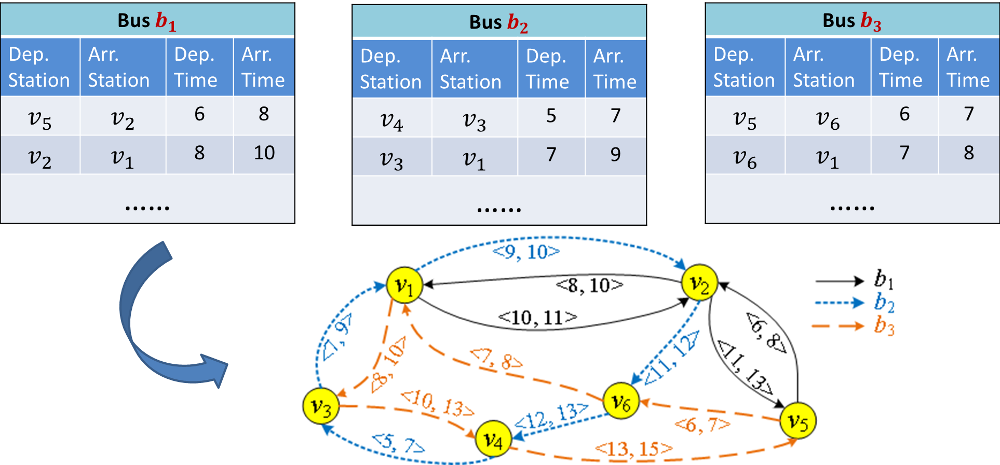 Bus b₁
Dep. Station Arr. Station Dep. Time Arr. Time
v₅ v₂ 6 8
v₂ v₁ 8 10
......
Bus b₂
Dep. Station Arr. Station Dep. Time Arr. Time
v₄ v₃ 5 7
v₃ v₁ 7 9
......
Bus b₃
Dep. Station Arr. Station Dep. Time Arr. Time
v₅ v₆ 6 7
v₆ v₁ 7 8
......
<9, 10>
v₁
v₂
<8, 10>
<10, 11>
b₁
b₂
b₃
<7, 9>
<8, 10>
<7, 8>
<11, 12>
<11, 13>
<6, 8>
v₃
<10, 13>
v₆
<12, 13>
<6, 7>
v₅
v₄
<5, 7>
<13, 15>